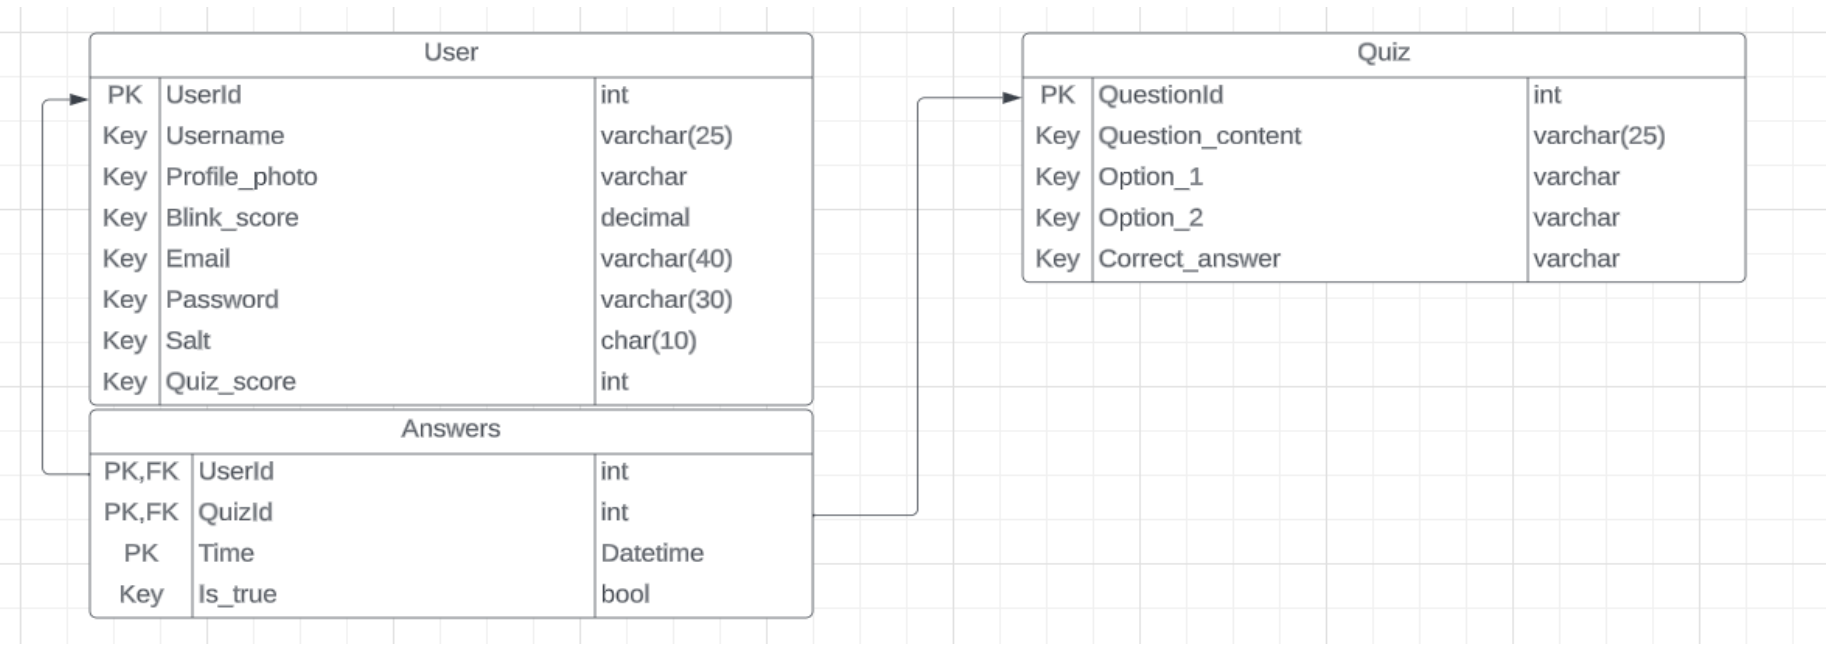 User
PK UserId int
Key Username varchar(25)
Key Profile_photo varchar
Key Blink_score decimal
Key Email varchar(40)
Key Password varchar(30)
Key Salt char(10)
Key Quiz_score int
Answers
PK,FK UserId int
PK,FK QuizId int
PK Time Datetime
Key Is_true bool
Quiz
PK QuestionId int
Key Question_content varchar(25)
Key Option_1 varchar
Key Option_2 varchar
Key Correct_answer varchar